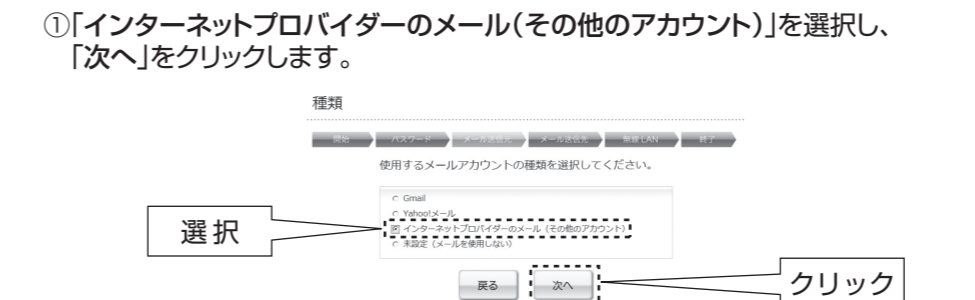 ①「インターネットプロバイダーのメール（その他のアカウント）」を選択し、
「次へ」をクリックします。
種類
開始 パスワード メール送信元 メール送信先 無線 LAN 終了
使用するメールアカウントの種類を選択してください。
Gmail
Yahoo!メール
選択
インターネットプロバイダーのメール（その他のアカウント）
未設定（メールを使用しない）
戻る 次へ
クリック